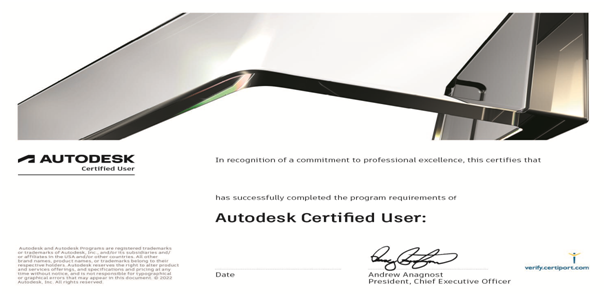 AUTODESK
Certified User
In recognition of a commitment to professional excellence, this certifies that
has successfully completed the program requirements of
Autodesk Certified User:
Autodesk and Autodesk Programs are registered trademarks
or trademarks of Autodesk, Inc., and/or its subsidiaries and/
or affiliates in the USA and/or other countries. All other
brand names, product names, or trademarks belong to their
respective holders. Autodesk reserves the right to alter product
and services offerings, and specifications and pricing at any
time without notice, and is not responsible for typographical
or graphical errors that may appear in this document. © 2022
Autodesk, Inc. All rights reserved.
Date
Andrew Anagnost
President, Chief Executive Officer
verify.certiport.com